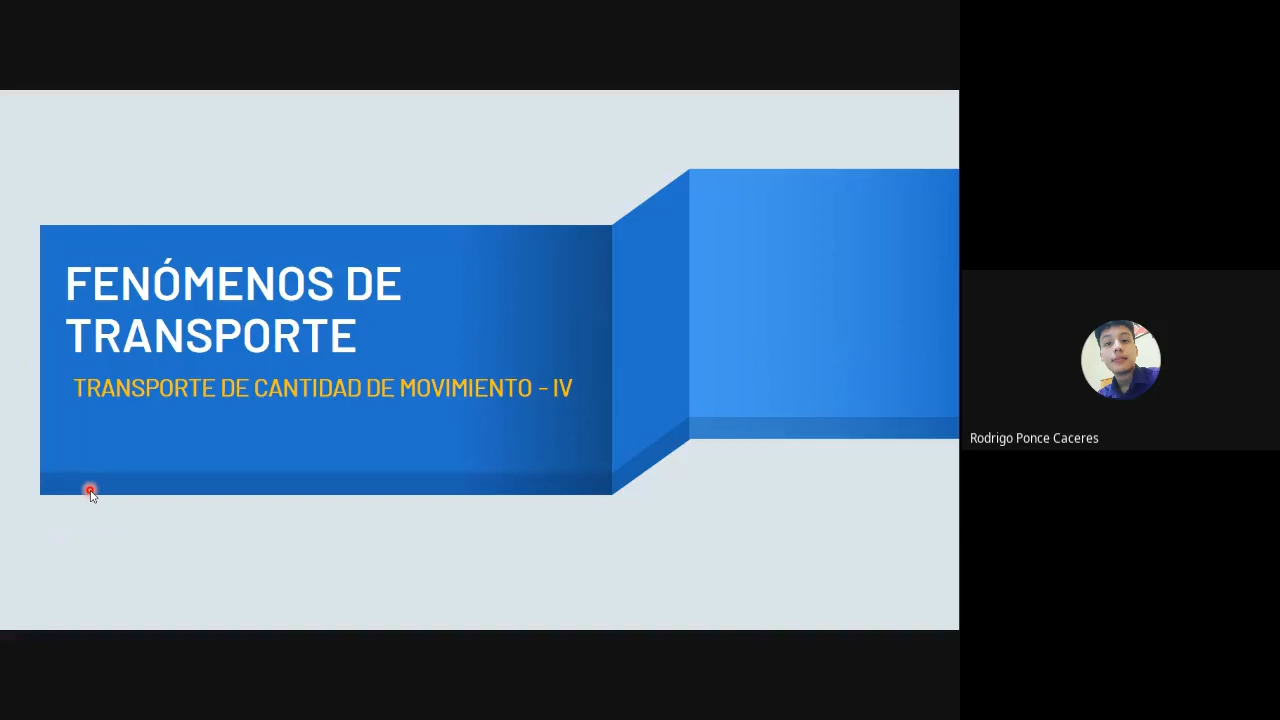 FENÓMENOS DE
TRANSPORTE
TRANSPORTE DE CANTIDAD DE MOVIMIENTO - IV
Rodrigo Ponce Caceres